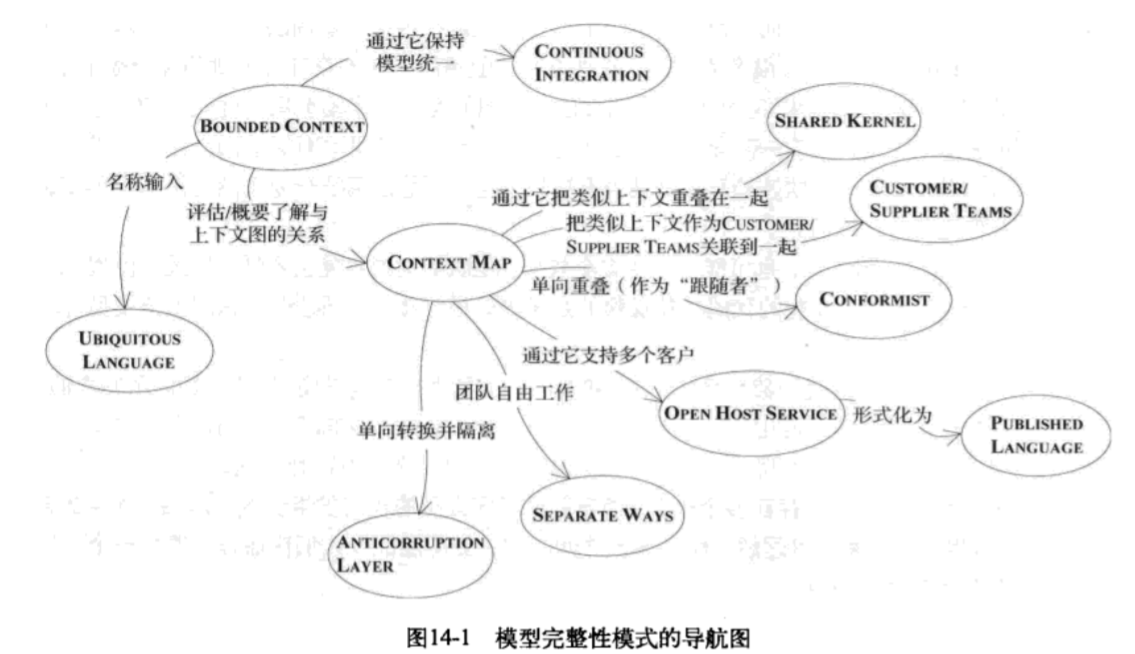 通过它保持
模型统一
CONTINUOUS
INTEGRATION
BOUNDED CONTEXT
SHARED KERNEL
名称输入
评估/概要了解与
上下文图的关系
通过它把类似上下文重叠在一起
CUSTOMER/
SUPPLIER TEAMS
把类似上下文作为CUSTOMER/
SUPPLIER TEAMS关联到一起
CONTEXT MAP
单向重叠（作为“跟随者”）
CONFORMIST
UBIQUITOUS
LANGUAGE
通过它支持多个客户
团队自由工作
OPEN HOST SERVICE
形式化为
PUBLISHED
LANGUAGE
单向转换并隔离
SEPARATE WAYS
ANTICORRUPTION
LAYER
图14-1 模型完整性模式的导航图